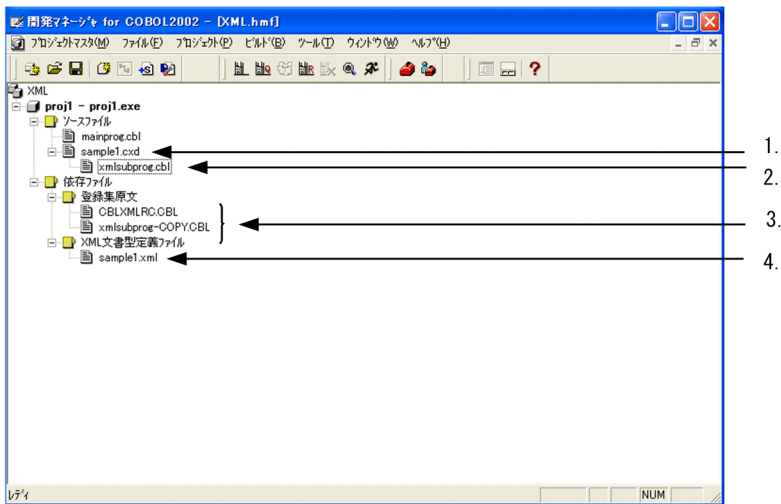 開発マネージャ for COBOL2002 - [XML.hmf]
プロジェクトマスタ(M) ファイル(F) プロジェクト(P) ビルド(B) ツール(T) ウィンドウ(W) ヘルプ(H)
XML
proj1 - proj1.exe
ソースファイル
mainprog.cbl
sample1.cxd
1.
xmlsubprog.cbl
2.
依存ファイル
登録集原文
CBLXMLRC.CBL
xmlsubprog-COPY.CBL
3.
XML文書型定義ファイル
sample1.xml
4.
レディ
NUM